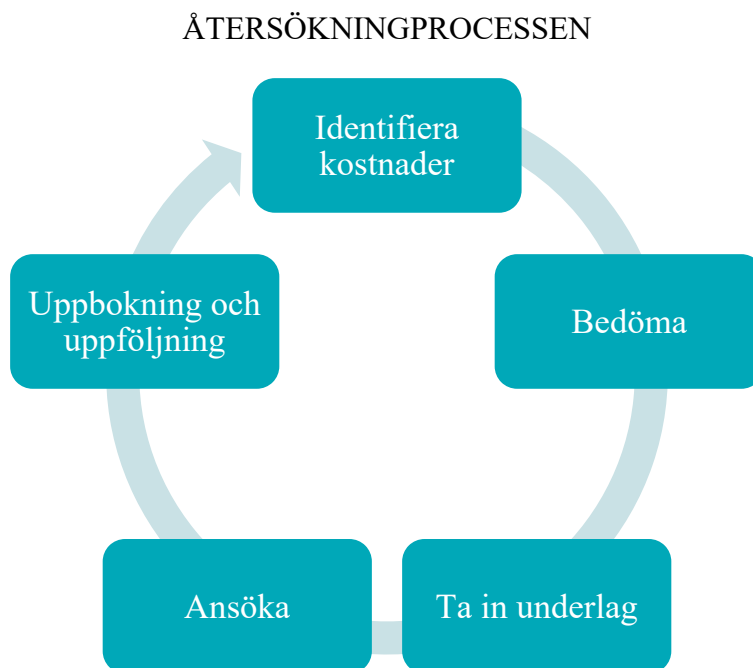 ÅTERSÖKNINGPROCESSEN
Identifiera
kostnader
Bedöma
Ta in underlag
Ansöka
Uppbokning och
uppföljning